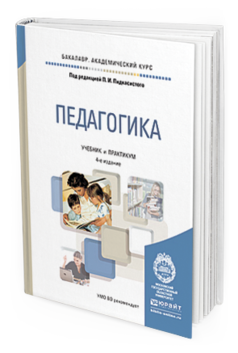 БАКАЛАВР. АКАДЕМИЧЕСКИЙ КУРС
Под редакцией П. И. Пидкасистого
ПЕДАГОГИКА
УЧЕБНИК и ПРАКТИКУМ
4-е издание
УМО ВО рекомендует
юрайт